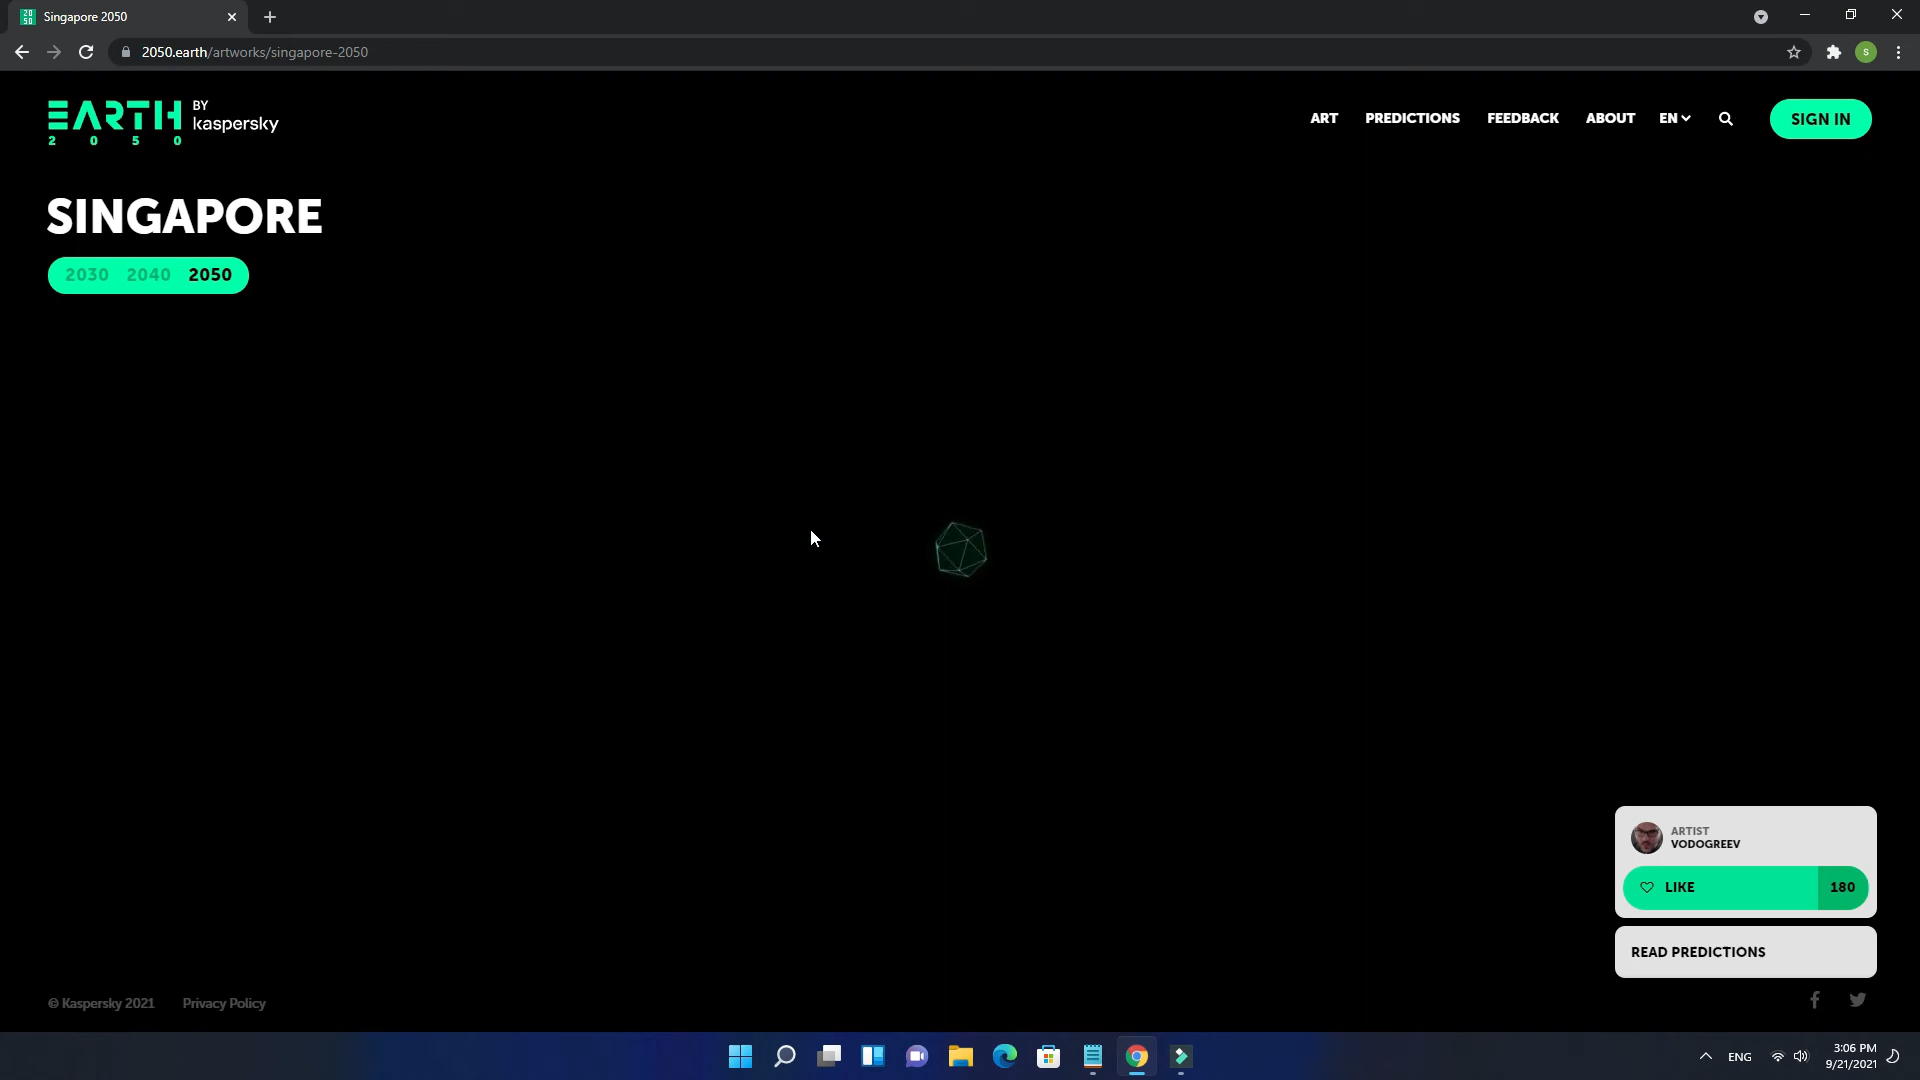 Singapore 2050
2050.earth/artworks/singapore-2050
S
EARTH BY
kaspersky
2 0 5 0
ART PREDICTIONS FEEDBACK ABOUT EN SIGN IN
SINGAPORE
2030 2040 2050
ARTIST
VODOGREEV
LIKE 180
READ PREDICTIONS
© Kaspersky 2021 Privacy Policy
ENG
3:06 PM
9/21/2021